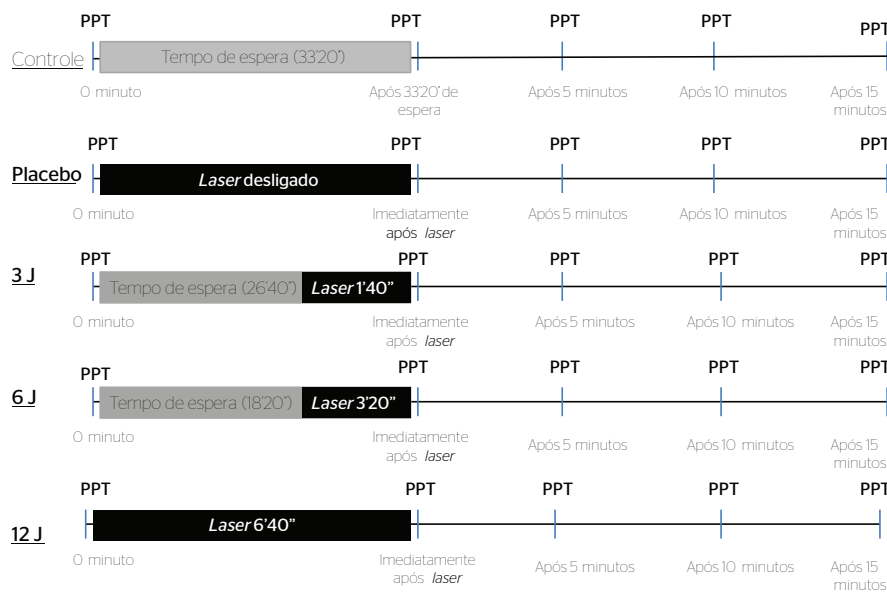 PPT PPT PPT PPT PPT
Controle Tempo de espera (33'20")
0 minuto Após 33'20" de espera Após 5 minutos Após 10 minutos Após 15 minutos
PPT PPT PPT PPT PPT
Placebo Laser desligado
0 minuto Imediatamente após laser Após 5 minutos Após 10 minutos Após 15 minutos
PPT PPT PPT PPT PPT
3 J Tempo de espera (26'40") Laser 1'40”
0 minuto Imediatamente após laser Após 5 minutos Após 10 minutos Após 15 minutos
PPT PPT PPT PPT PPT
6 J Tempo de espera (18'20") Laser 3'20”
0 minuto Imediatamente após laser Após 5 minutos Após 10 minutos Após 15 minutos
PPT PPT PPT PPT PPT
12 J Laser 6'40”
0 minuto Imediatamente após laser Após 5 minutos Após 10 minutos Após 15 minutos